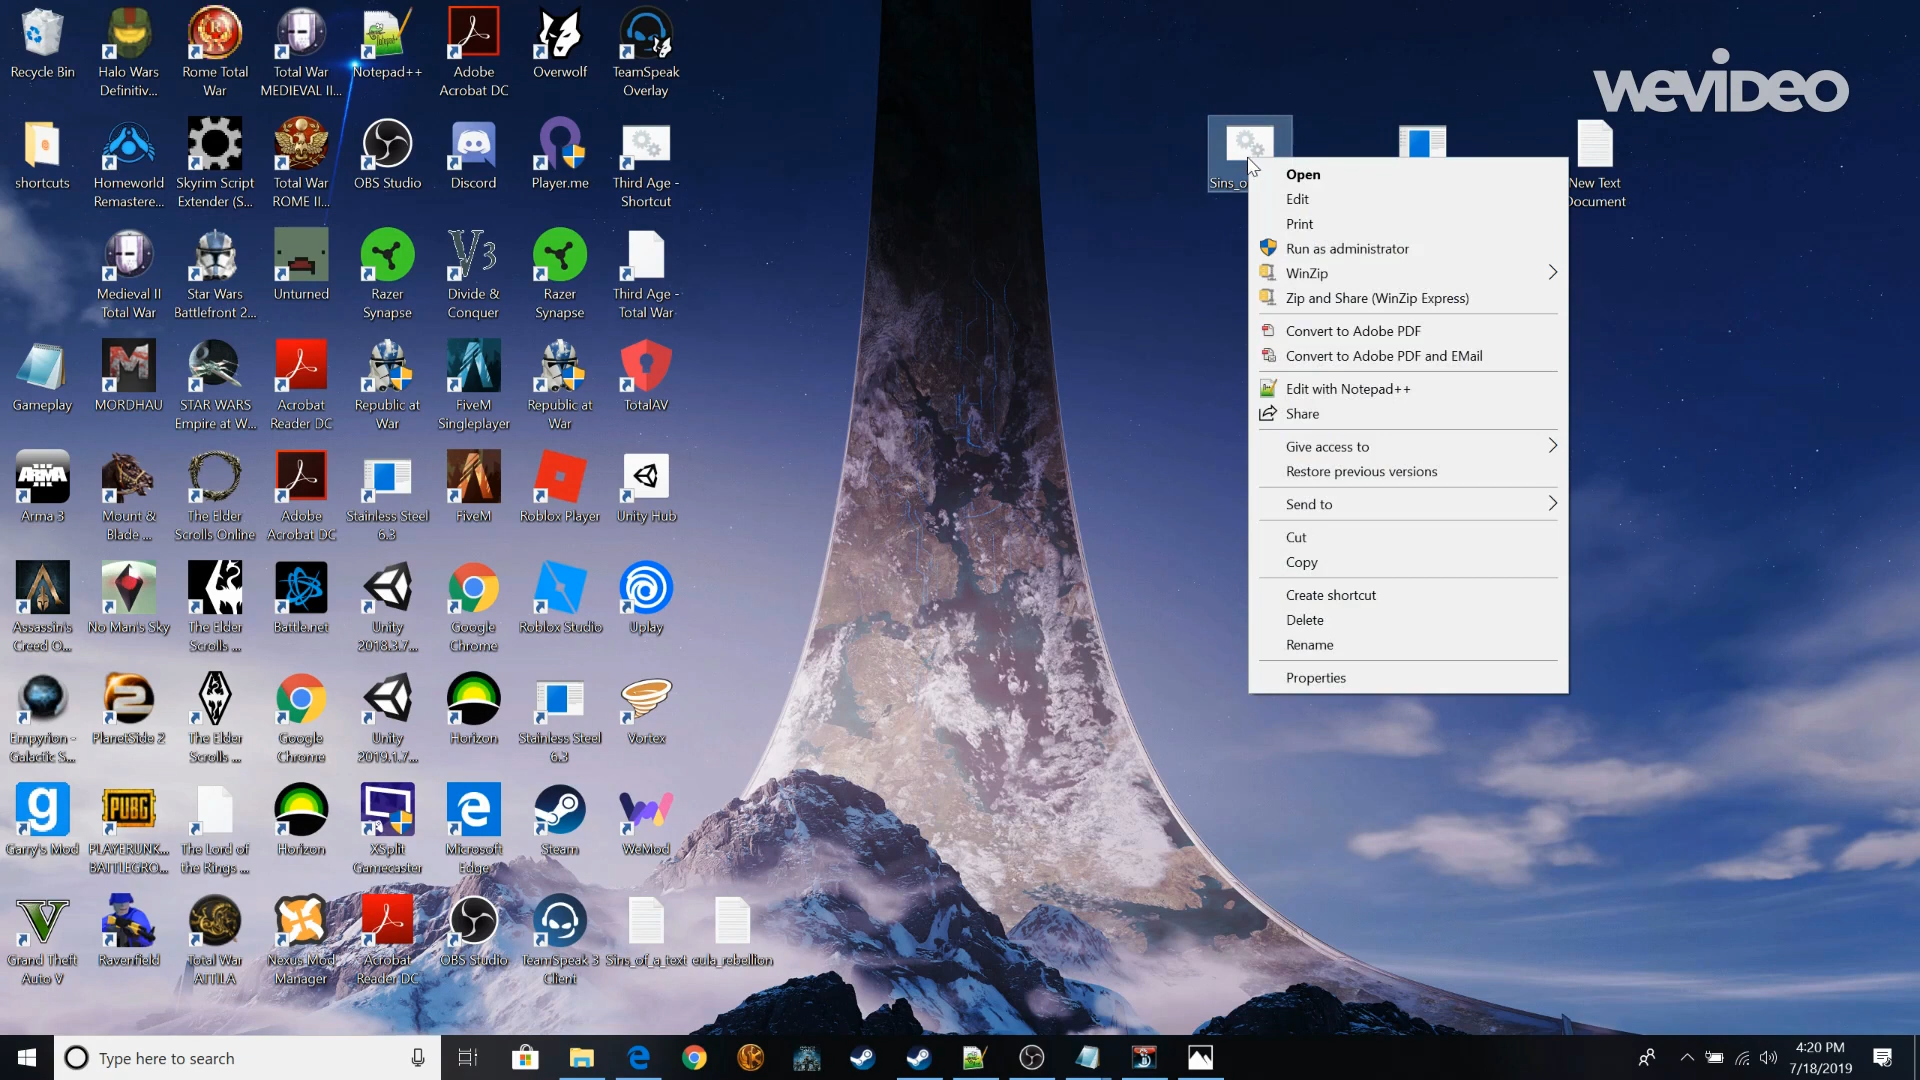 Recycle Bin
Halo Wars
Definitiv...
Rome Total
War
Total War
MEDIEVAL II...
Notepad++
Adobe
Acrobat DC
Overwolf
TeamSpeak
Overlay
shortcuts
Homeworld
Remastere...
Skyrim Script
Extender (S...
Total War
ROME II...
OBS Studio
Discord
Player.me
Third Age -
Shortcut
Medieval II
Total War
Star Wars
Battlefront 2...
Unturned
Razer
Synapse
V3
Divide &
Conquer
Razer
Synapse
Third Age -
Total War
Gameplay
MORDHAU
STAR WARS
Empire at W...
Acrobat
Reader DC
Republic at
War
FiveM
Singleplayer
Republic at
War
TotalAV
ARMA
III
Arma 3
Mount &
Blade ...
The Elder
Scrolls Online
Adobe
Acrobat DC
Stainless Steel
6.3
FiveM
Roblox Player
Unity Hub
Assassin's
Creed O...
No Man's Sky
The Elder
Scrolls ...
Battle.net
Unity
2018.3.7...
Google
Chrome
Roblox Studio
Uplay
Empyrion -
Galactic S...
PlanetSide 2
The Elder
Scrolls ...
Google
Chrome
Unity
2019.1.7...
Horizon
Stainless Steel
6.3
Vortex
g
Garry's Mod
PUBG
PLAYERUNK...
BATTLEGRO...
The Lord of
the Rings ...
Horizon
XSplit
Gamecaster
Microsoft
Edge
Steam
WeMod
Grand Theft
Auto V
Ravenfield
Total War
ATTILA
Nexus Mod
Manager
Acrobat
Reader DC
OBS Studio
TeamSpeak 3
Client
Sins_of_a_text
eula_rebellion
wevideo
Sins_o
New Text
Document
Open
Edit
Print
Run as administrator
WinZip
Zip and Share (WinZip Express)
Convert to Adobe PDF
Convert to Adobe PDF and EMail
Edit with Notepad++
Share
Give access to
Restore previous versions
Send to
Cut
Copy
Create shortcut
Delete
Rename
Properties
Type here to search
4:20 PM
7/18/2019